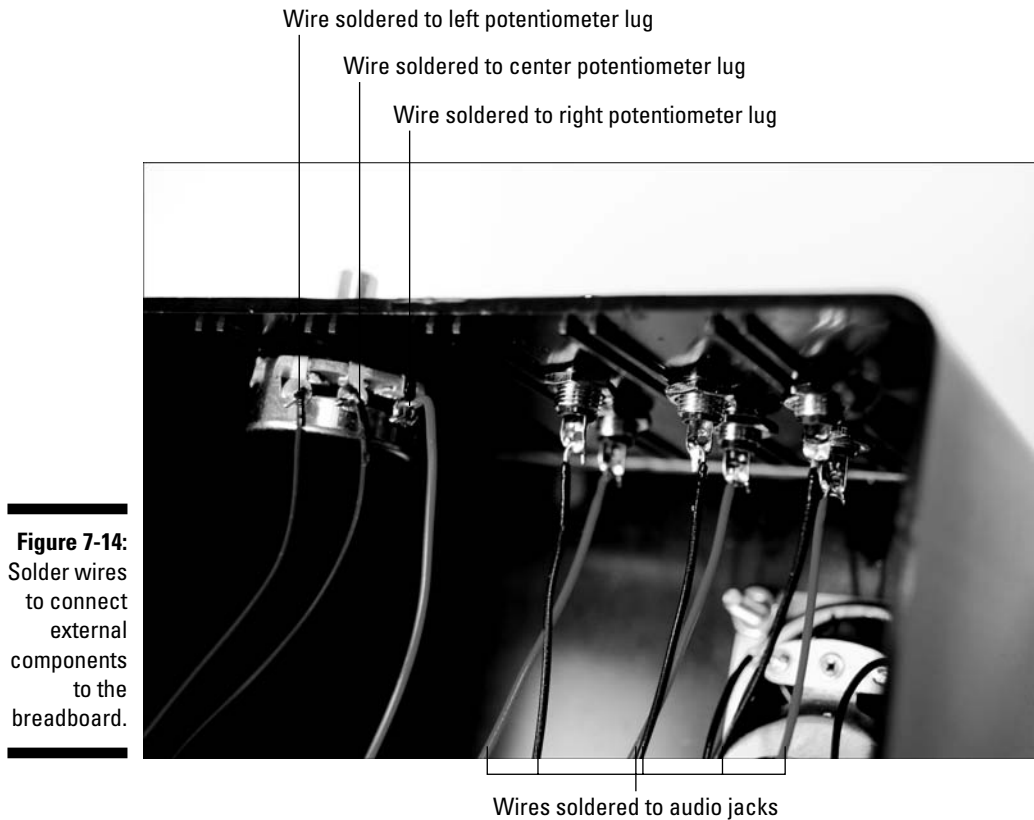 Wire soldered to left potentiometer lug
Wire soldered to center potentiometer lug
Wire soldered to right potentiometer lug
Figure 7-14:
Solder wires
to connect
external
components
to the
breadboard.
Wires soldered to audio jacks